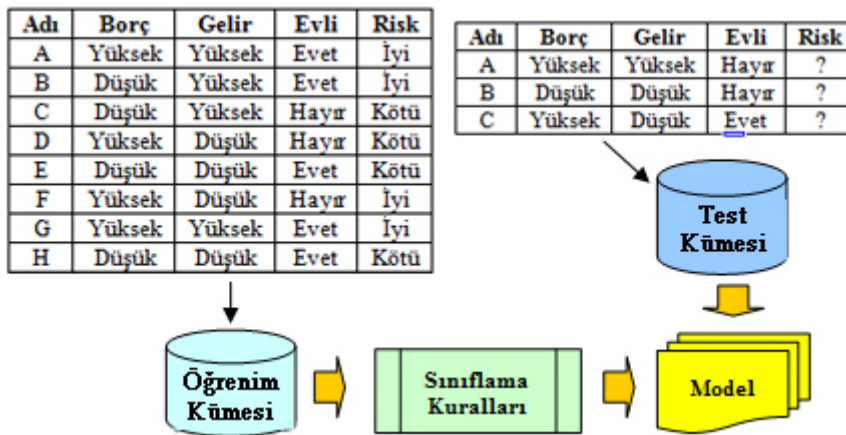 Adı Borç Gelir Evli Risk
A Yüksek Yüksek Evet İyi
B Düşük Yüksek Evet İyi
C Düşük Yüksek Hayır Kötü
D Yüksek Düşük Hayır Kötü
E Düşük Düşük Evet Kötü
F Yüksek Düşük Hayır İyi
G Yüksek Yüksek Evet İyi
H Düşük Düşük Evet Kötü
Adı Borç Gelir Evli Risk
A Yüksek Yüksek Hayır ?
B Düşük Düşük Hayır ?
C Yüksek Düşük Evet ?
Test
Kümesi
Öğrenim
Kümesi
Sınıflama
Kuralları
Model